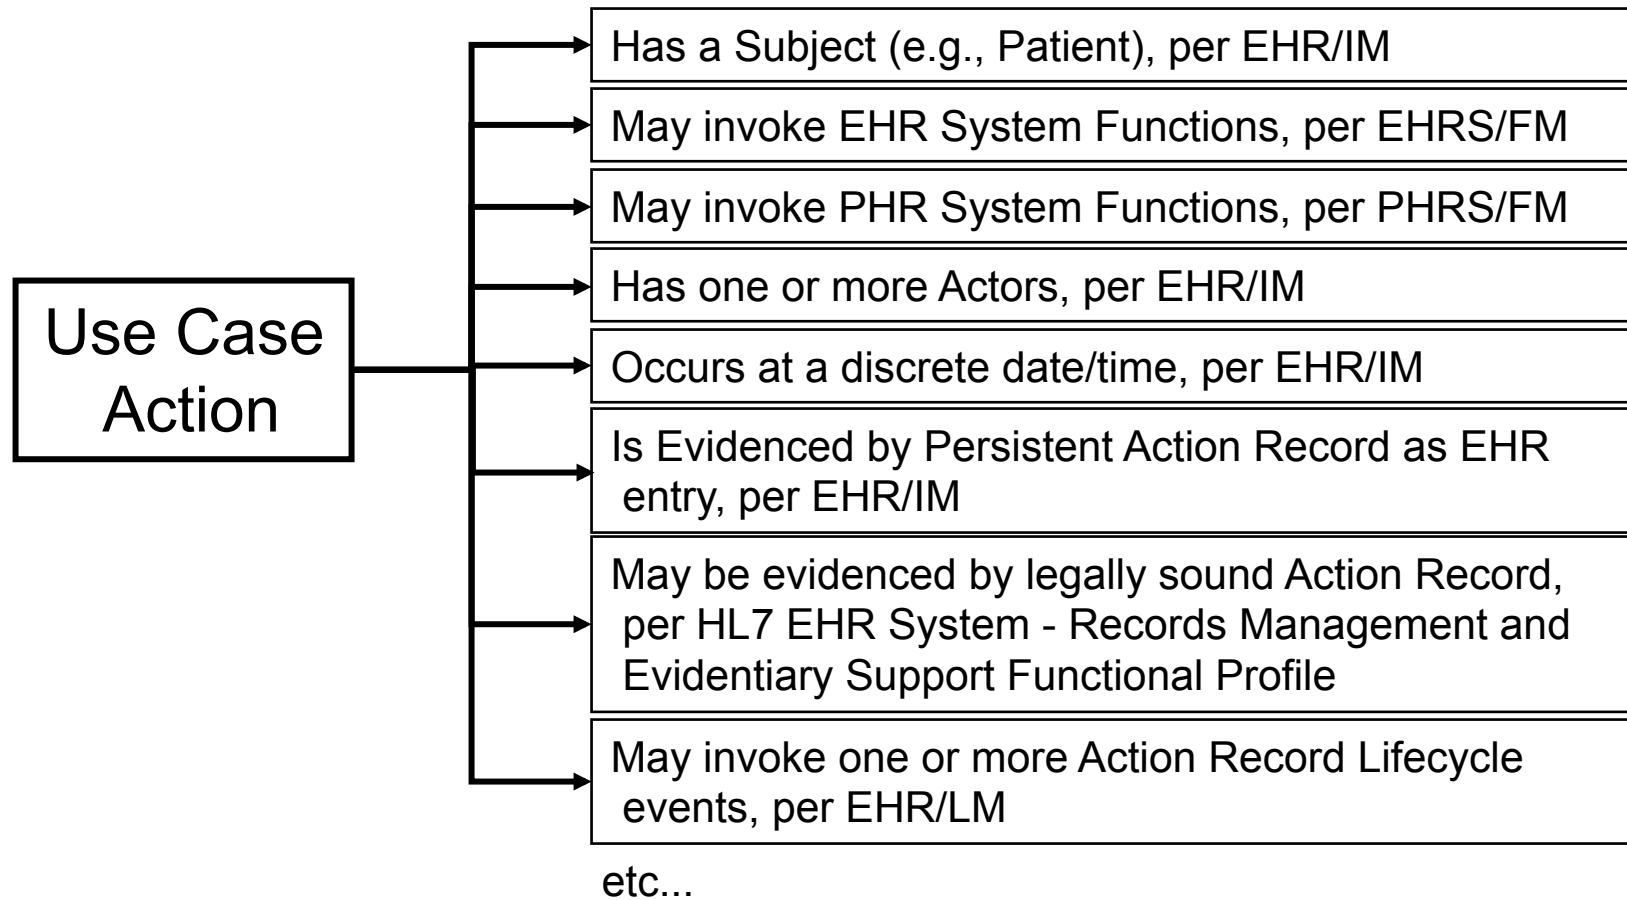 Has a Subject (e.g., Patient), per EHR/IM
May invoke EHR System Functions, per EHRS/FM
May invoke PHR System Functions, per PHRS/FM
Has one or more Actors, per EHR/IM
Use Case
Action
Occurs at a discrete date/time, per EHR/IM
Is Evidenced by Persistent Action Record as EHR
entry, per EHR/IM
May be evidenced by legally sound Action Record,
per HL7 EHR System - Records Management and
Evidentiary Support Functional Profile
May invoke one or more Action Record Lifecycle
events, per EHR/LM
etc...